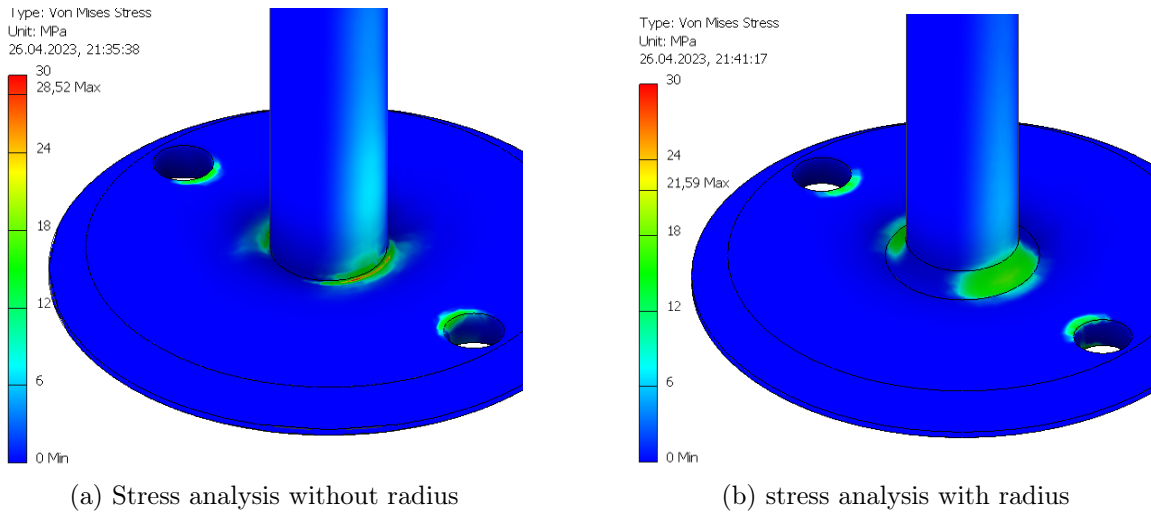 Type: Von Mises Stress
Unit: MPa
26.04.2023, 21:35:38
30
28,52 Max
24
18
12
6
0 Min
(a) Stress analysis without radius
Type: Von Mises Stress
Unit: MPa
26.04.2023, 21:41:17
30
24
21,59 Max
18
12
6
0 Min
(b) stress analysis with radius